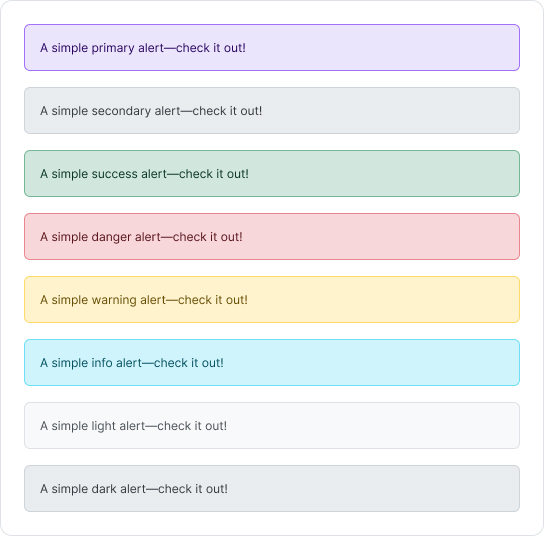 A simple primary alert—check it out!
A simple secondary alert—check it out!
A simple success alert—check it out!
A simple danger alert—check it out!
A simple warning alert—check it out!
A simple info alert—check it out!
A simple light alert—check it out!
A simple dark alert—check it out!